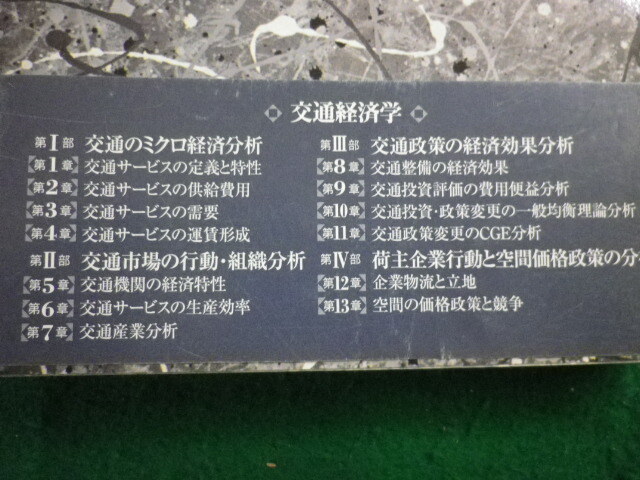 ◇ 交通経済学 ◇
第Ⅰ部 交通のミクロ経済分析
第1章 交通サービスの定義と特性
第2章 交通サービスの供給費用
第3章 交通サービスの需要
第4章 交通サービスの運賃形成
第Ⅱ部 交通市場の行動・組織分析
第5章 交通機関の経済特性
第6章 交通サービスの生産効率
第7章 交通産業分析
第Ⅲ部 交通政策の経済効果分析
第8章 交通整備の経済効果
第9章 交通投資評価の費用便益分析
第10章 交通投資・政策変更の一般均衡理論分析
第11章 交通政策変更のCGE分析
第Ⅳ部 荷主企業行動と空間価格政策の分
第12章 企業物流と立地
第13章 空間の価格政策と競争